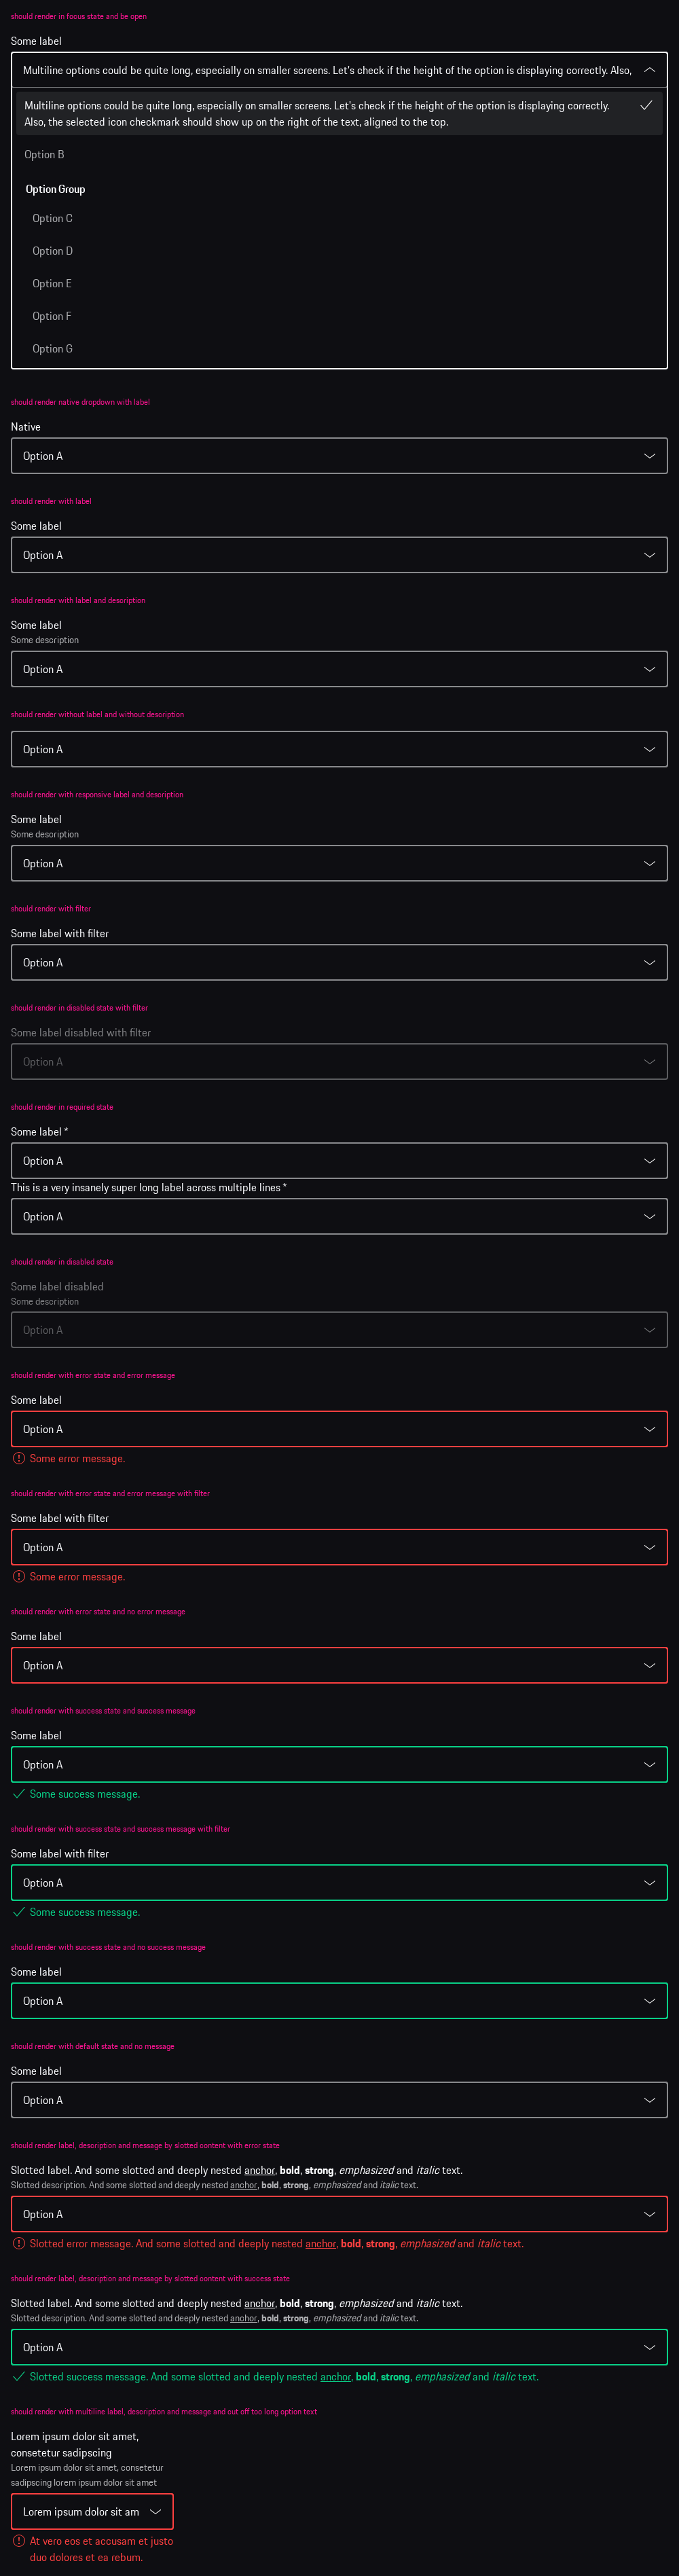 should render in focus state and be open
Some label
Multiline options could be quite long, especially on smaller screens. Let's check if the height of the option is displaying correctly. Also,
Multiline options could be quite long, especially on smaller screens. Let's check if the height of the option is displaying correctly.
Also, the selected icon checkmark should show up on the right of the text, aligned to the top.
Option B
Option Group
Option C
Option D
Option E
Option F
Option G
should render native dropdown with label
Native
Option A
should render with label
Some label
Option A
should render with label and description
Some label
Some description
Option A
should render without label and without description
Option A
should render with responsive label and description
Some label
Some description
Option A
should render with filter
Some label with filter
Option A
should render in disabled state with filter
Some label disabled with filter
Option A
should render in required state
Some label *
Option A
This is a very insanely super long label across multiple lines *
Option A
should render in disabled state
Some label disabled
Some description
Option A
should render with error state and error message
Some label
Option A
Some error message.
should render with error state and error message with filter
Some label with filter
Option A
Some error message.
should render with error state and no error message
Some label
Option A
should render with success state and success message
Some label
Option A
Some success message.
should render with success state and success message with filter
Some label with filter
Option A
Some success message.
should render with success state and no success message
Some label
Option A
should render with default state and no message
Some label
Option A
should render label, description and message by slotted content with error state
Slotted label. And some slotted and deeply nested anchor, bold, strong, emphasized and italic text.
Slotted description. And some slotted and deeply nested anchor, bold, strong, emphasized and italic text.
Option A
Slotted error message. And some slotted and deeply nested anchor, bold, strong, emphasized and italic text.
should render label, description and message by slotted content with success state
Slotted label. And some slotted and deeply nested anchor, bold, strong, emphasized and italic text.
Slotted description. And some slotted and deeply nested anchor, bold, strong, emphasized and italic text.
Option A
Slotted success message. And some slotted and deeply nested anchor, bold, strong, emphasized and italic text.
should render with multiline label, description and message and cut off too long option text
Lorem ipsum dolor sit amet,
consetetur sadipscing
Lorem ipsum dolor sit amet, consetetur
sadipscing lorem ipsum dolor sit amet
Lorem ipsum dolor sit am
At vero eos et accusam et justo
duo dolores et ea rebum.